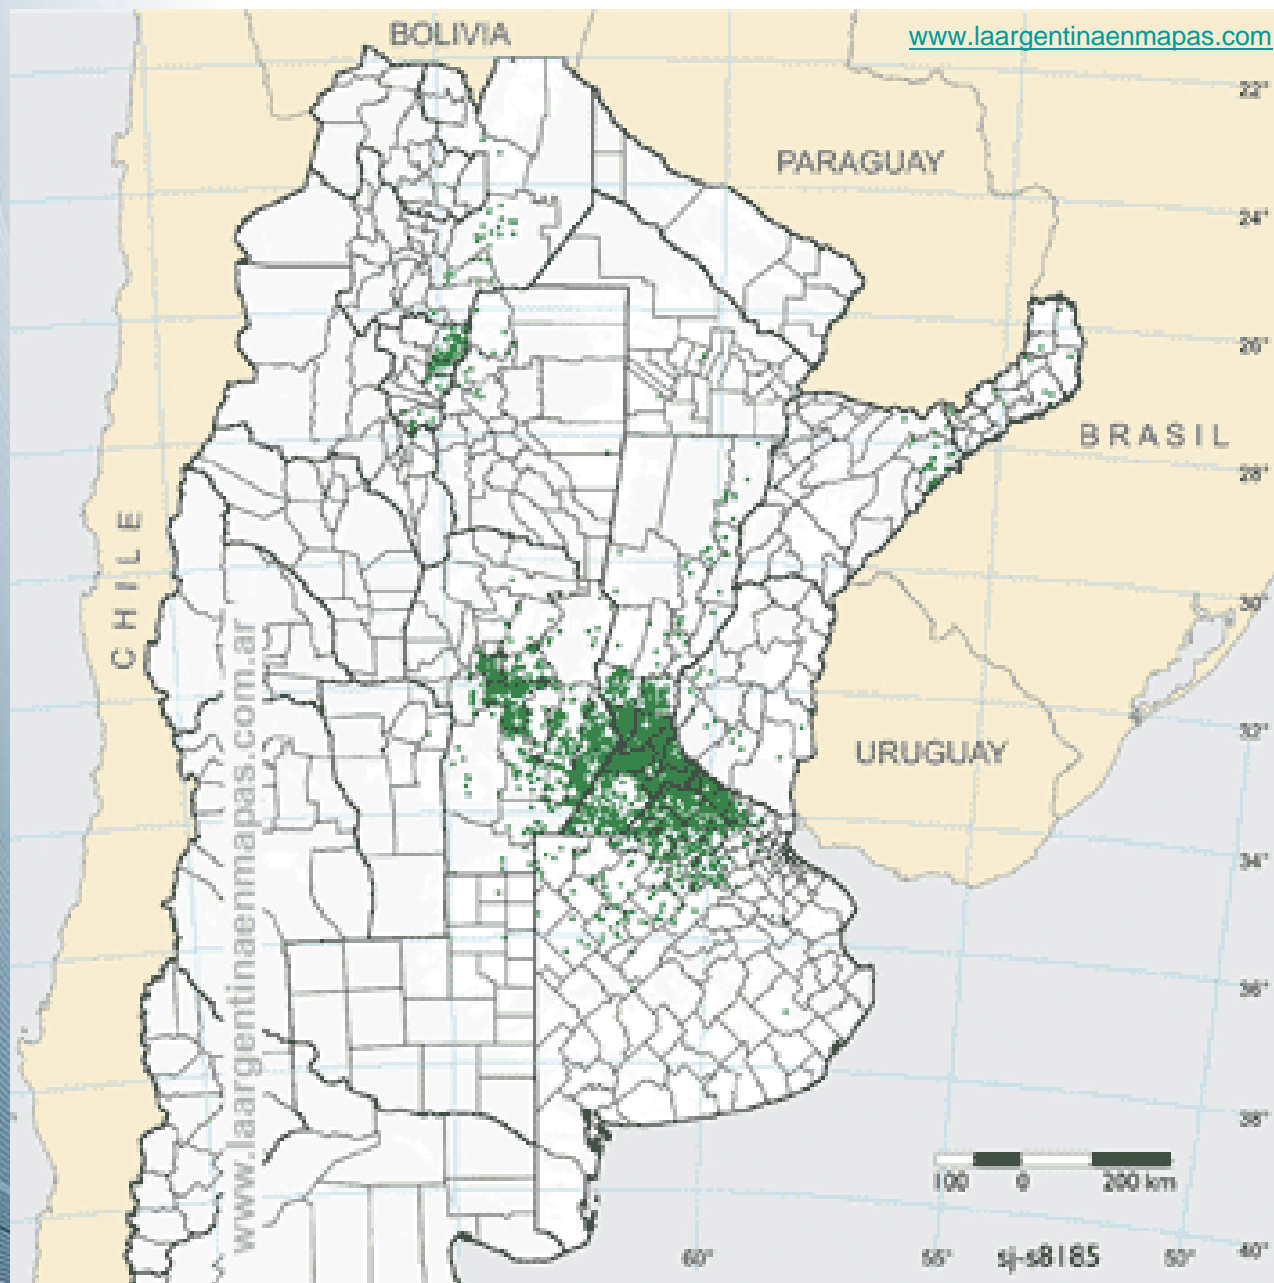 BOLIVIA
www.laargentinaenmapas.com
22°
PARAGUAY
24°
26°
BRASIL
28°
CHILE
30°
www.laargentinaenmapas.com.ar
32°
URUGUAY
34°
36°
38°
100 0 200 km
60° 55° sj-s8185 50° 40°